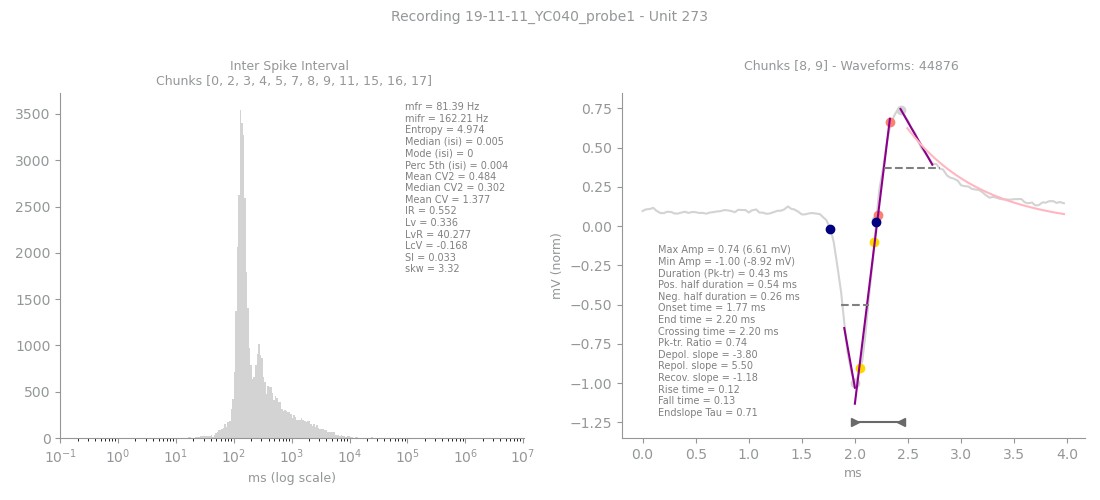 Recording 19-11-11_YC040_probe1 - Unit 273
Inter Spike Interval
Chunks [0, 2, 3, 4, 5, 7, 8, 9, 11, 15, 16, 17]
mfr = 81.39 Hz
mifr = 162.21 Hz
Entropy = 4.974
Median (isi) = 0.005
Mode (isi) = 0
Perc 5th (isi) = 0.004
Mean CV2 = 0.484
Median CV2 = 0.302
Mean CV = 1.377
IR = 0.552
Lv = 0.336
LvR = 40.277
LcV = -0.168
SI = 0.033
skw = 3.32
3500
3000
2500
2000
1500
1000
500
0
10⁻¹ 10⁰ 10¹ 10² 10³ 10⁴ 10⁵ 10⁶ 10⁷
ms (log scale)
Chunks [8, 9] - Waveforms: 44876
mV (norm)
0.75
0.50
0.25
0.00
−0.25
−0.50
−0.75
−1.00
−1.25
Max Amp = 0.74 (6.61 mV)
Min Amp = -1.00 (-8.92 mV)
Duration (Pk-tr) = 0.43 ms
Pos. half duration = 0.54 ms
Neg. half duration = 0.26 ms
Onset time = 1.77 ms
End time = 2.20 ms
Crossing time = 2.20 ms
Pk-tr. Ratio = 0.74
Depol. slope = -3.80
Repol. slope = 5.50
Recov. slope = -1.18
Rise time = 0.12
Fall time = 0.13
Endslope Tau = 0.71
0.0 0.5 1.0 1.5 2.0 2.5 3.0 3.5 4.0
ms